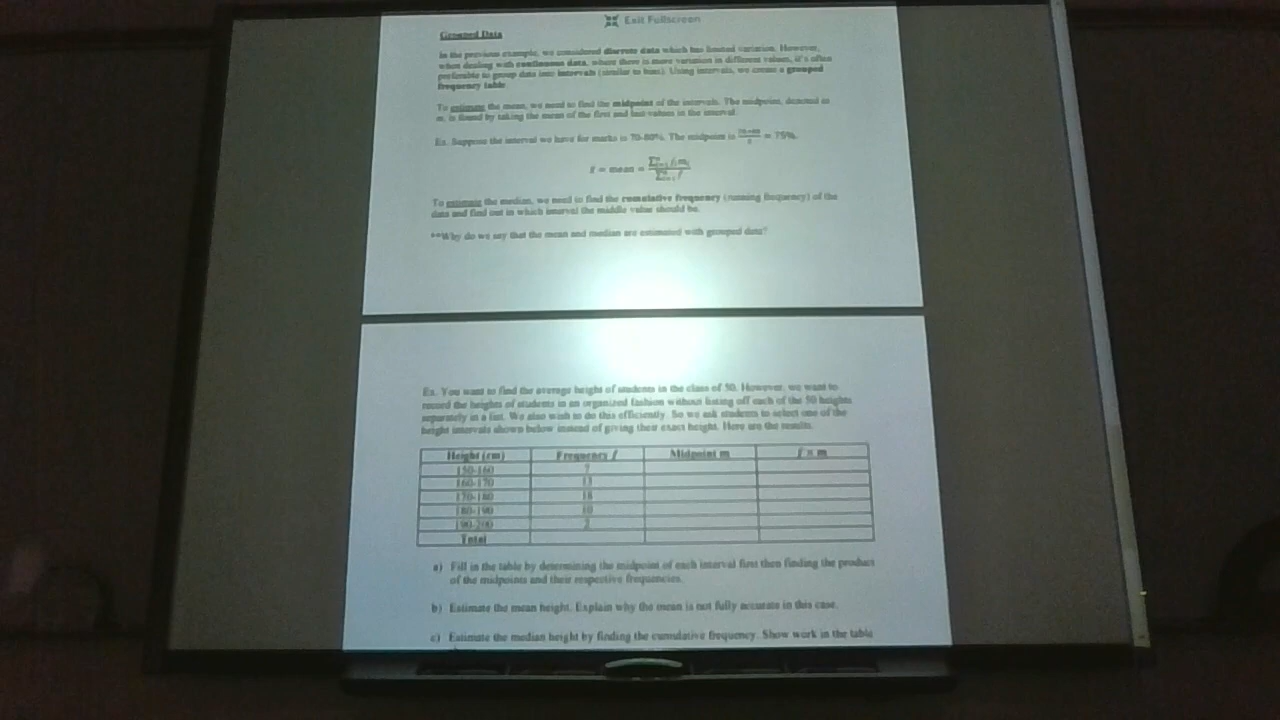 Exit Fullscreen
Grouped Data
In the previous example, we considered discrete data which has limited variation. However,
when dealing with continuous data, where there is more variation in different values, it's often
preferable to group data into intervals (similar to bins). Using intervals, we create a grouped
frequency table.
To estimate the mean, we need to find the midpoint of the intervals. The midpoint, denoted as
m, is found by taking the mean of the first and last values in the interval.
Ex. Suppose the interval we have for marks is 70-80%. The midpoint is = 75%.
x̄ = mean =
To estimate the median, we need to find the cumulative frequency (running frequency) of the
data and find out in which interval the middle value should be.
**Why do we say that the mean and median are estimated with grouped data?
Ex. You want to find the average height of students in the class of 50. However, we want to
record the heights of students in an organized fashion without listing off each of the 50 heights
separately in a list. We also wish to do this efficiently. So we ask students to select one of the
height intervals shown below instead of giving their exact height. Here are the results.
Height (cm) Frequency f Midpoint m f × m
150-160 7
160-170 13
170-180 18
180-190 10
190-200 2
Total
a) Fill in the table by determining the midpoint of each interval first then finding the product
of the midpoints and their respective frequencies.
b) Estimate the mean height. Explain why the mean is not fully accurate in this case.
c) Estimate the median height by finding the cumulative frequency. Show work in the table